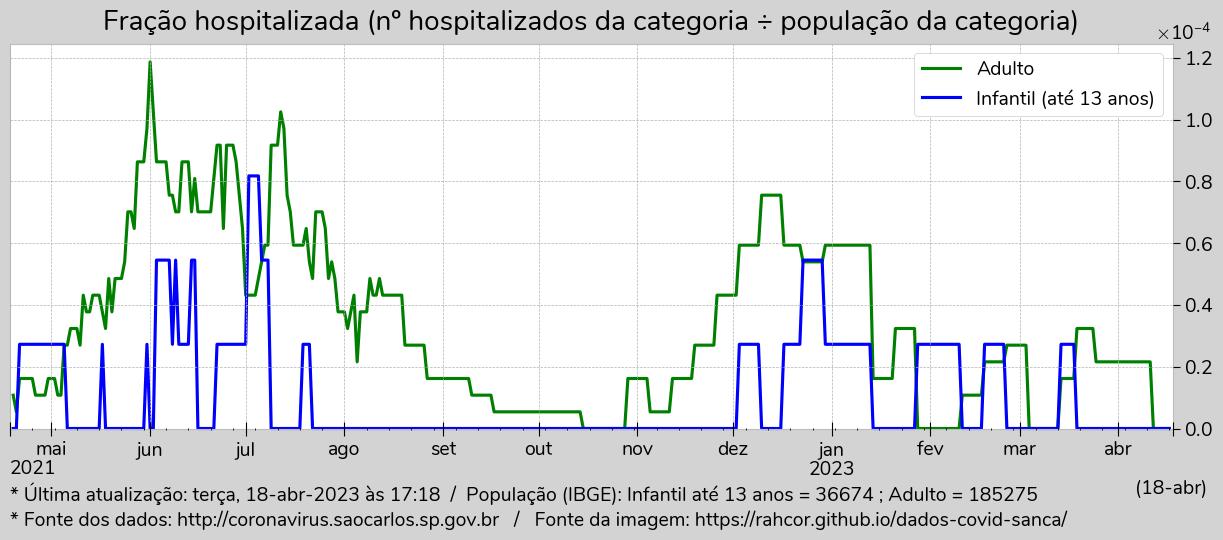 Fração hospitalizada (nº hospitalizados da categoria ÷ população da categoria)
×10⁻⁴
Adulto
Infantil (até 13 anos)
1.2
1.0
0.8
0.6
0.4
0.2
0.0
mai jun jul ago set out nov dez jan fev mar abr
2021 2023
(18-abr)
* Última atualização: terça, 18-abr-2023 às 17:18 / População (IBGE): Infantil até 13 anos = 36674 ; Adulto = 185275
* Fonte dos dados: http://coronavirus.saocarlos.sp.gov.br / Fonte da imagem: https://rahcor.github.io/dados-covid-sanca/